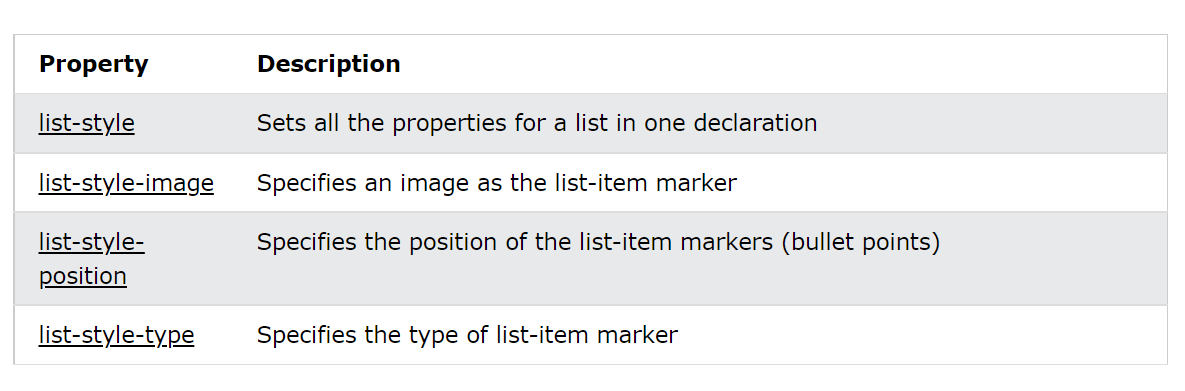 Property Description
list-style Sets all the properties for a list in one declaration
list-style-image Specifies an image as the list-item marker
list-style- Specifies the position of the list-item markers (bullet points)
position
list-style-type Specifies the type of list-item marker